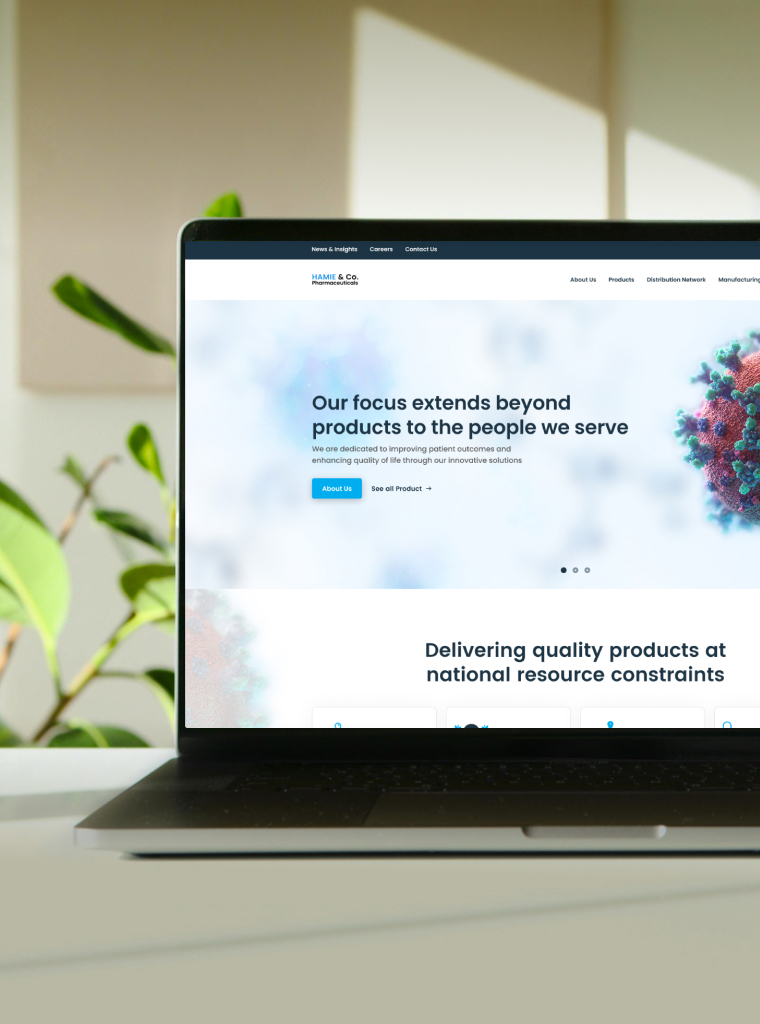 News & Insights Careers Contact Us
HAMIE & Co.
Pharmaceuticals
About Us Products Distribution Network Manufacturing
Our focus extends beyond
products to the people we serve
We are dedicated to improving patient outcomes and
enhancing quality of life through our innovative solutions
About Us See all Product →
Delivering quality products at
national resource constraints